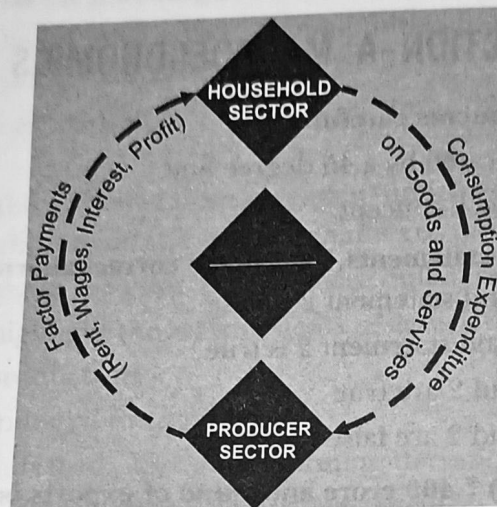 HOUSEHOLD
SECTOR
Factor Payments
(Rent, Wages, Interest, Profit)
Consumption Expenditure
on Goods and Services
PRODUCER
SECTOR